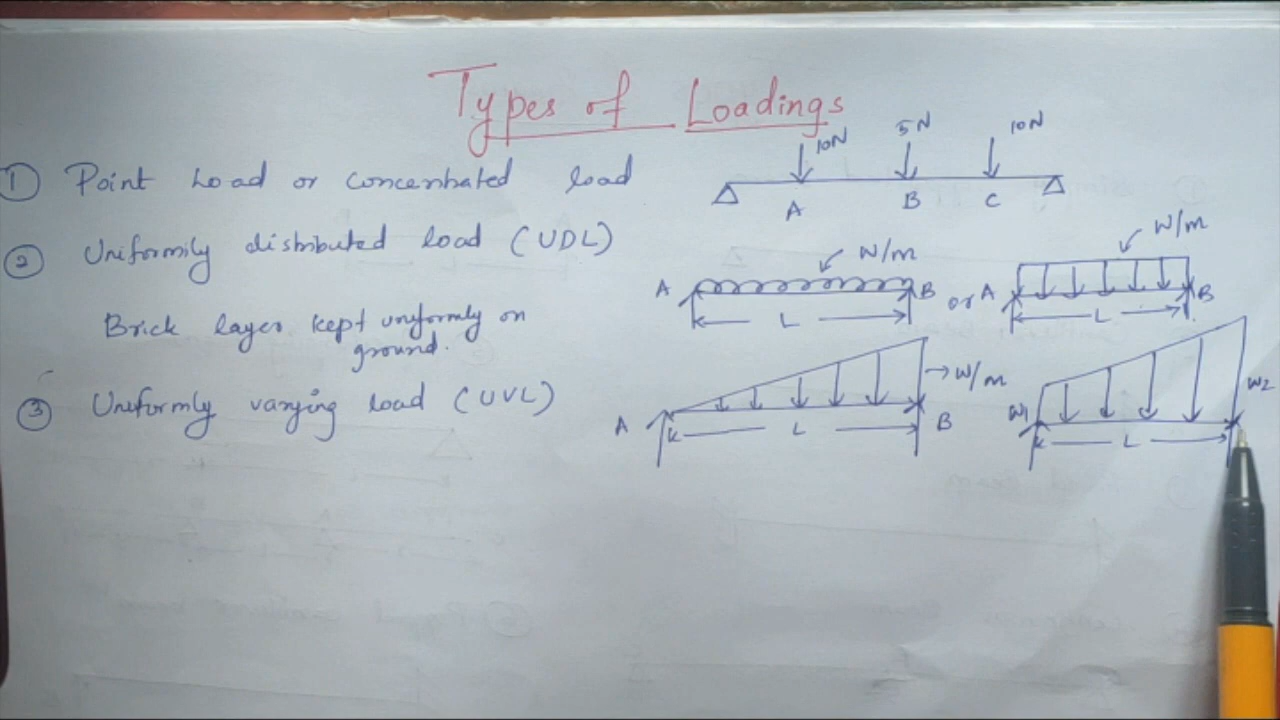 Types of Loadings
10N 5N 10N
① Point Load or concentrated load
A B C
② Uniformily distributed load (UDL)
W/m W/m
A B or A B
L L
Brick layer kept uniformly on
ground.
③ Uniformly varying load (UVL)
W/m W1 W2
A L B L